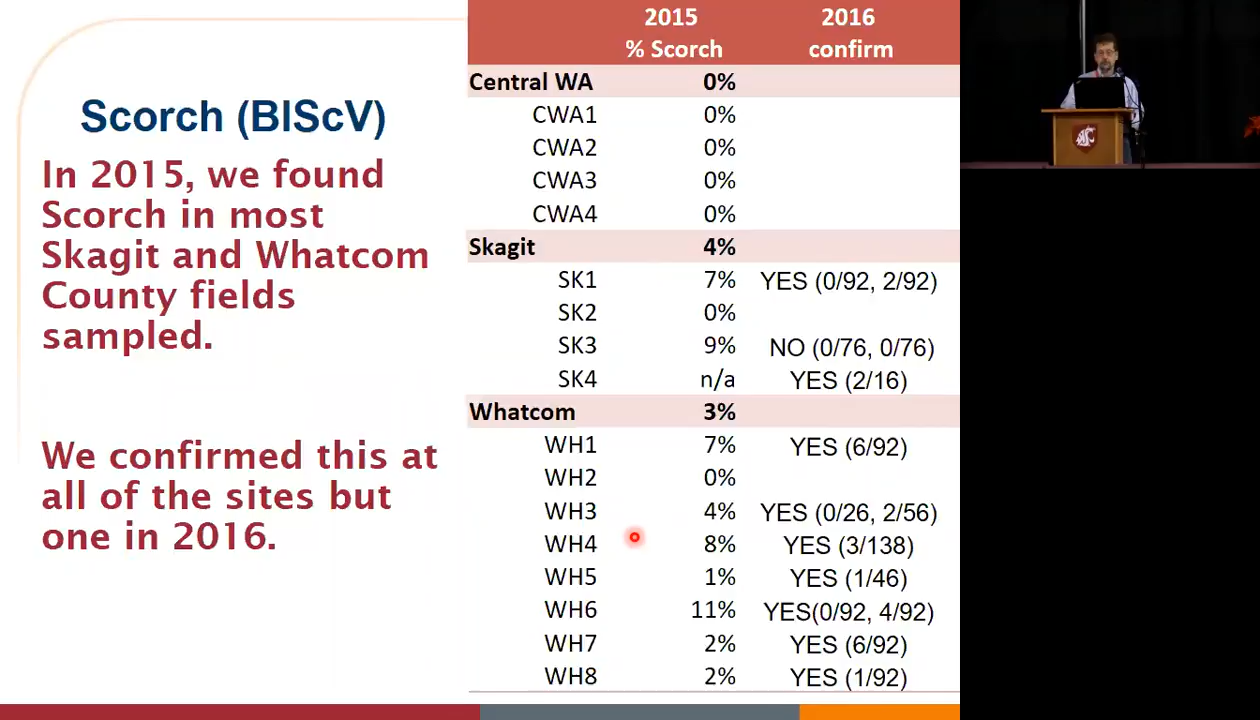 Scorch (BlScV)
In 2015, we found
Scorch in most
Skagit and Whatcom
County fields
sampled.
We confirmed this at
all of the sites but
one in 2016.
2015 2016
% Scorch confirm
Central WA 0%
CWA1 0%
CWA2 0%
CWA3 0%
CWA4 0%
Skagit 4%
SK1 7% YES (0/92, 2/92)
SK2 0%
SK3 9% NO (0/76, 0/76)
SK4 n/a YES (2/16)
Whatcom 3%
WH1 7% YES (6/92)
WH2 0%
WH3 4% YES (0/26, 2/56)
WH4 8% YES (3/138)
WH5 1% YES (1/46)
WH6 11% YES(0/92, 4/92)
WH7 2% YES (6/92)
WH8 2% YES (1/92)